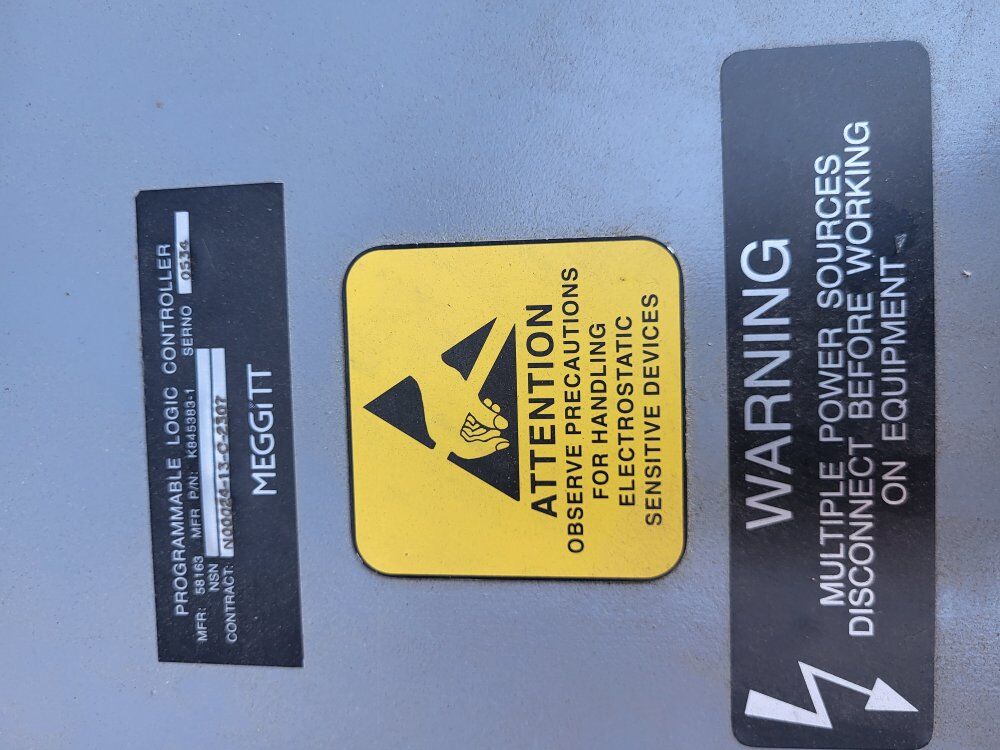 PROGRAMMABLE LOGIC CONTROLLER
MFR: 58163 MFR P/N: K845383-1 SERNO 0534
NSN
CONTRACT: N00024-13-C-2307
MEGGiTT
ATTENTION
OBSERVE PRECAUTIONS
FOR HANDLING
ELECTROSTATIC
SENSITIVE DEVICES
WARNING
MULTIPLE POWER SOURCES
DISCONNECT BEFORE WORKING
ON EQUIPMENT